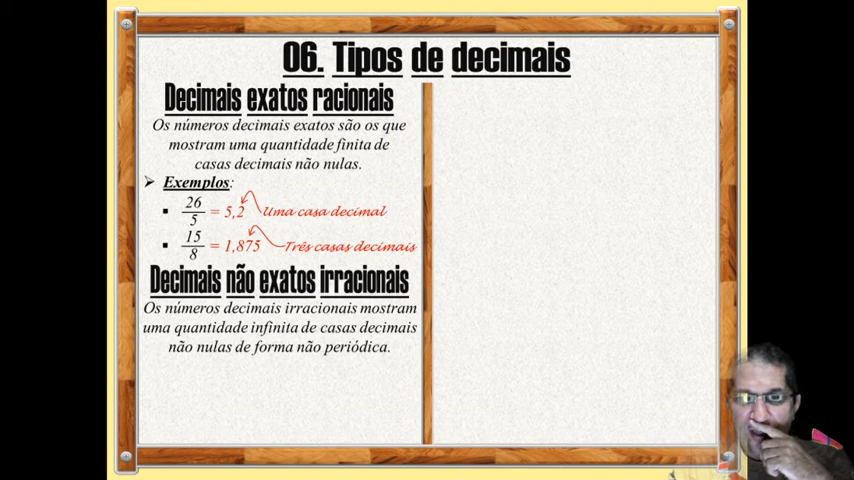 06. Tipos de decimais
Decimais exatos racionais
Os números decimais exatos são os que
mostram uma quantidade finita de
casas decimais não nulas.
➢ Exemplos:
▪ 26/5 = 5,2 Uma casa decimal
▪ 15/8 = 1,875 Três casas decimais
Decimais não exatos irracionais
Os números decimais irracionais mostram
uma quantidade infinita de casas decimais
não nulas de forma não periódica.